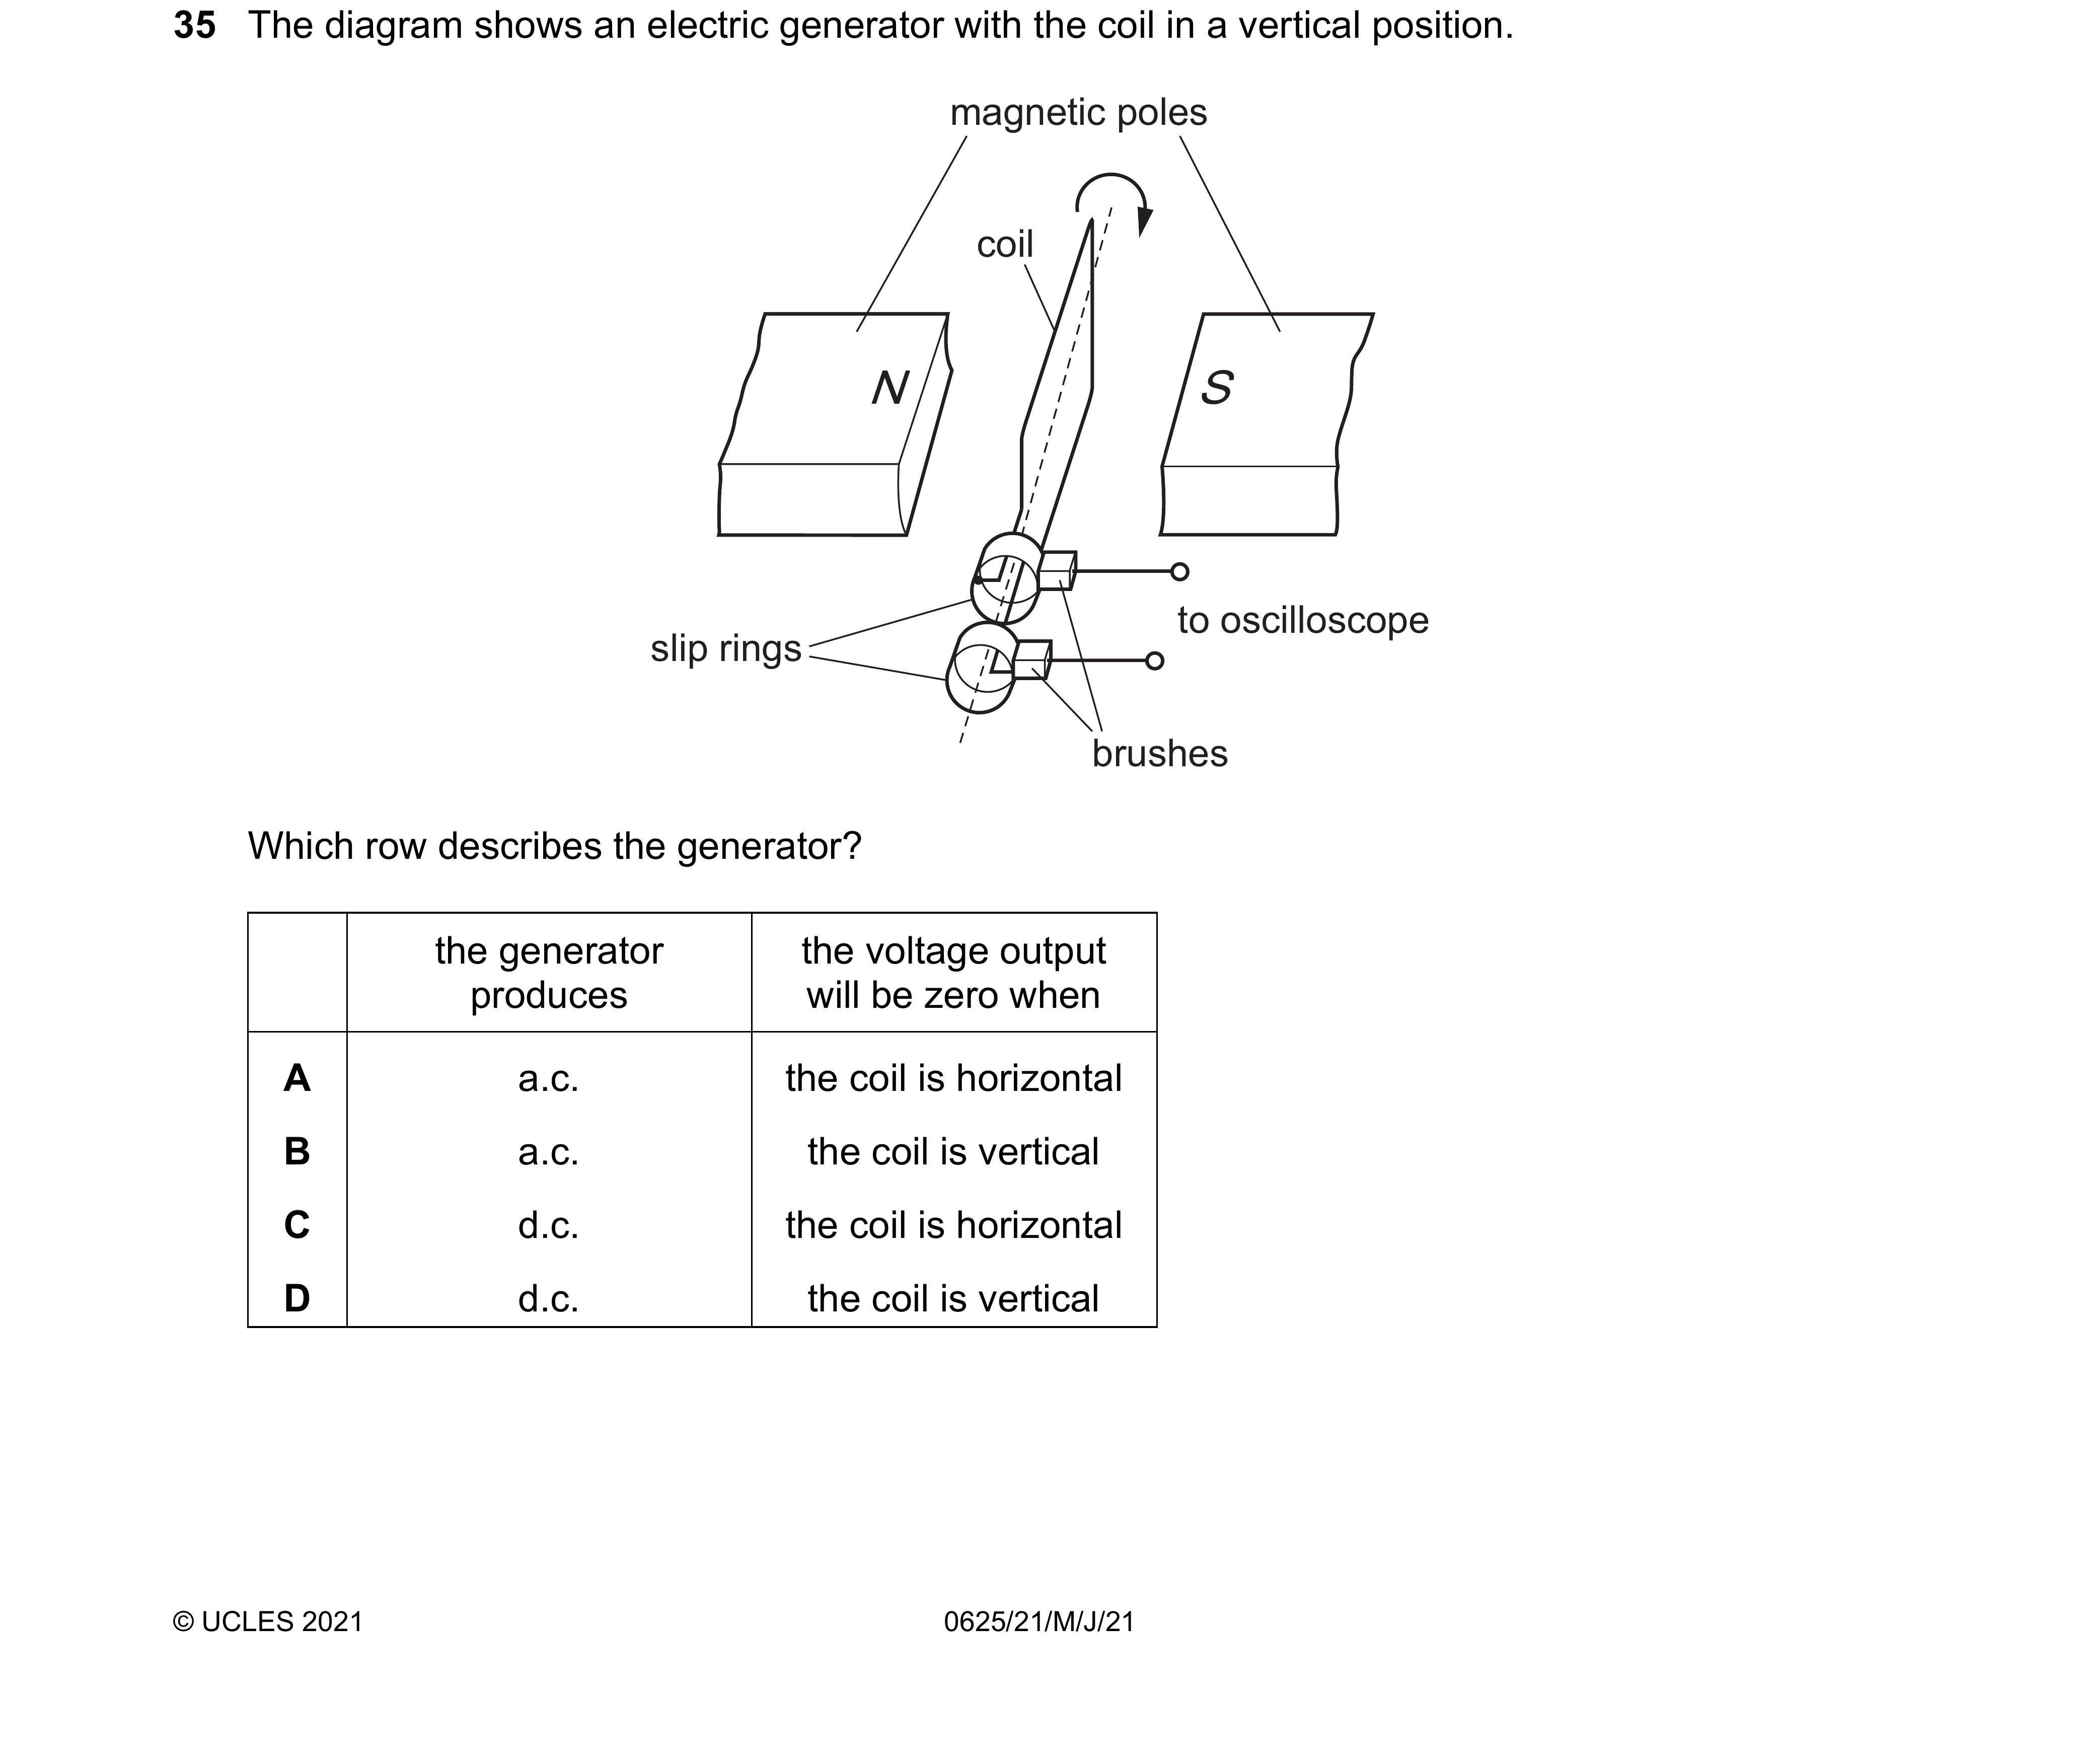 35 The diagram shows an electric generator with the coil in a vertical position.
magnetic poles
coil
N
S
to oscilloscope
slip rings
brushes
Which row describes the generator?
the generator produces
the voltage output will be zero when
A a.c. the coil is horizontal
B a.c. the coil is vertical
C d.c. the coil is horizontal
D d.c. the coil is vertical
© UCLES 2021 0625/21/M/J/21